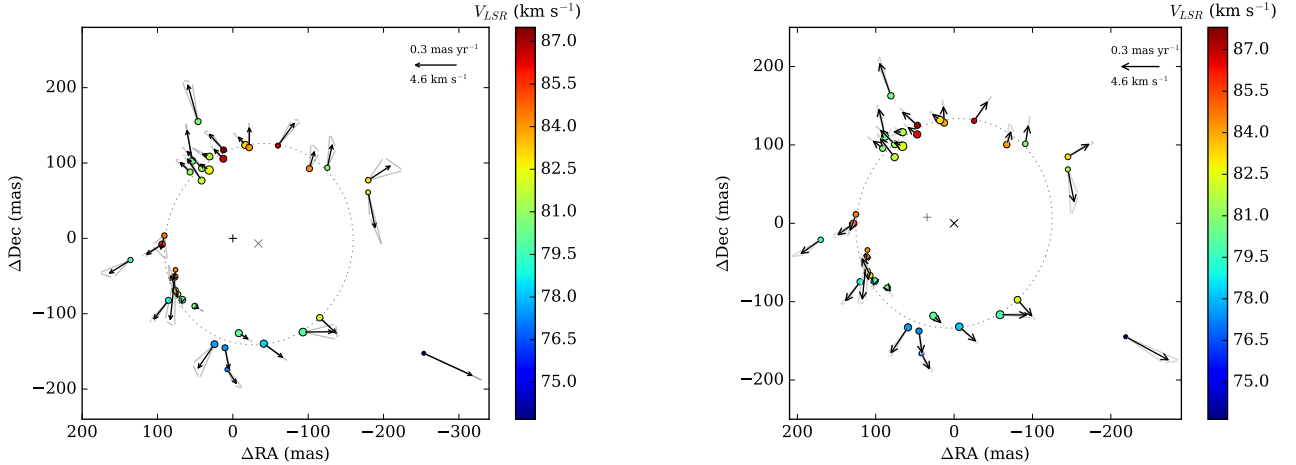 V_{LSR} (km s⁻¹)
0.3 mas yr⁻¹
4.6 km s⁻¹
200
100
0
−100
−200
ΔDec (mas)
200 100 0 −100 −200 −300
ΔRA (mas)
87.0
85.5
84.0
82.5
81.0
79.5
78.0
76.5
75.0
V_{LSR} (km s⁻¹)
0.3 mas yr⁻¹
4.6 km s⁻¹
200
100
0
−100
−200
ΔDec (mas)
200 100 0 −100 −200
ΔRA (mas)
87.0
85.5
84.0
82.5
81.0
79.5
78.0
76.5
75.0